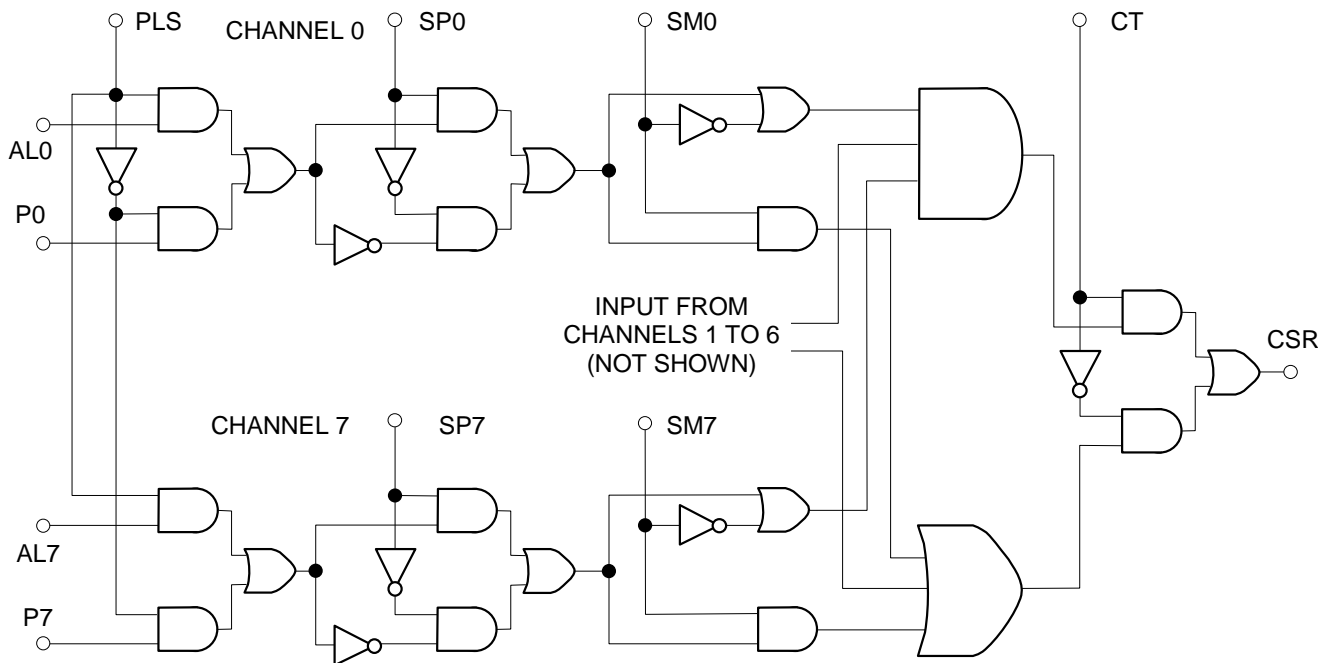 PLS
CHANNEL 0
SP0
SM0
CT
AL0
P0
INPUT FROM
CHANNELS 1 TO 6
(NOT SHOWN)
CSR
CHANNEL 7
SP7
SM7
AL7
P7